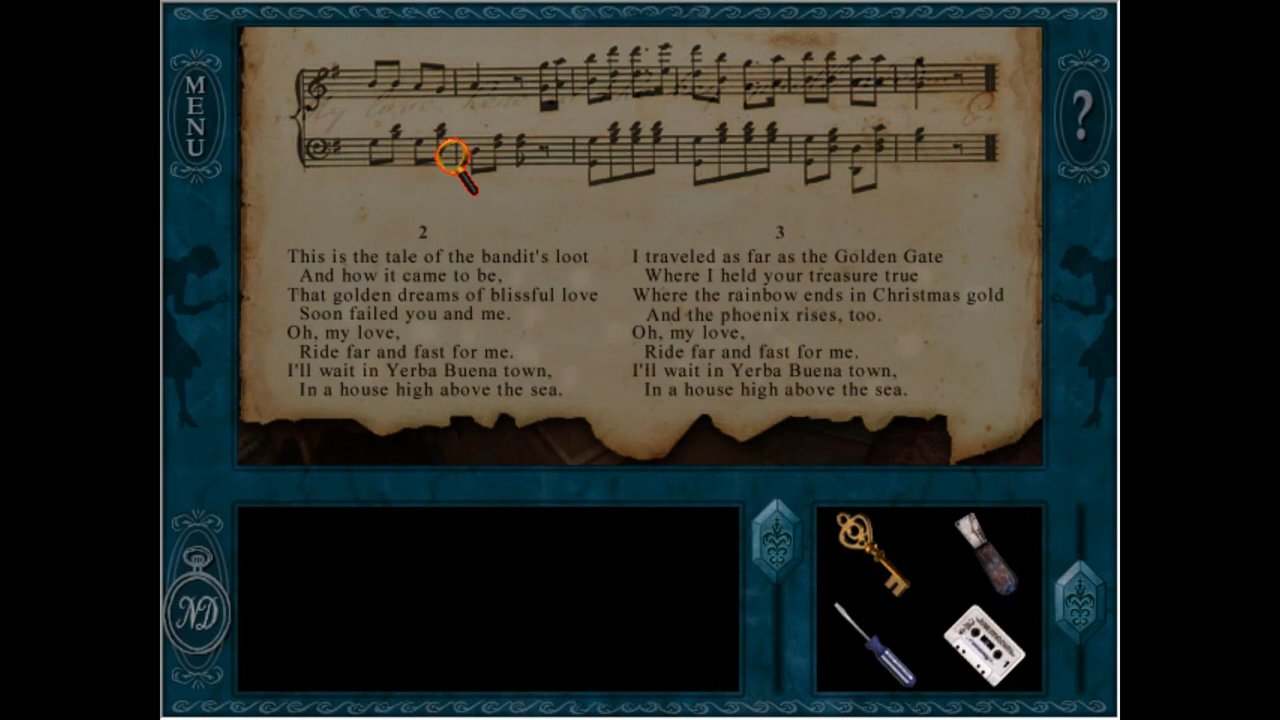 MENU
?
2
This is the tale of the bandit's loot
And how it came to be,
That golden dreams of blissful love
Soon failed you and me.
Oh, my love,
Ride far and fast for me.
I'll wait in Yerba Buena town,
In a house high above the sea.
3
I traveled as far as the Golden Gate
Where I held your treasure true
Where the rainbow ends in Christmas gold
And the phoenix rises, too.
Oh, my love,
Ride far and fast for me.
I'll wait in Yerba Buena town,
In a house high above the sea.
ND